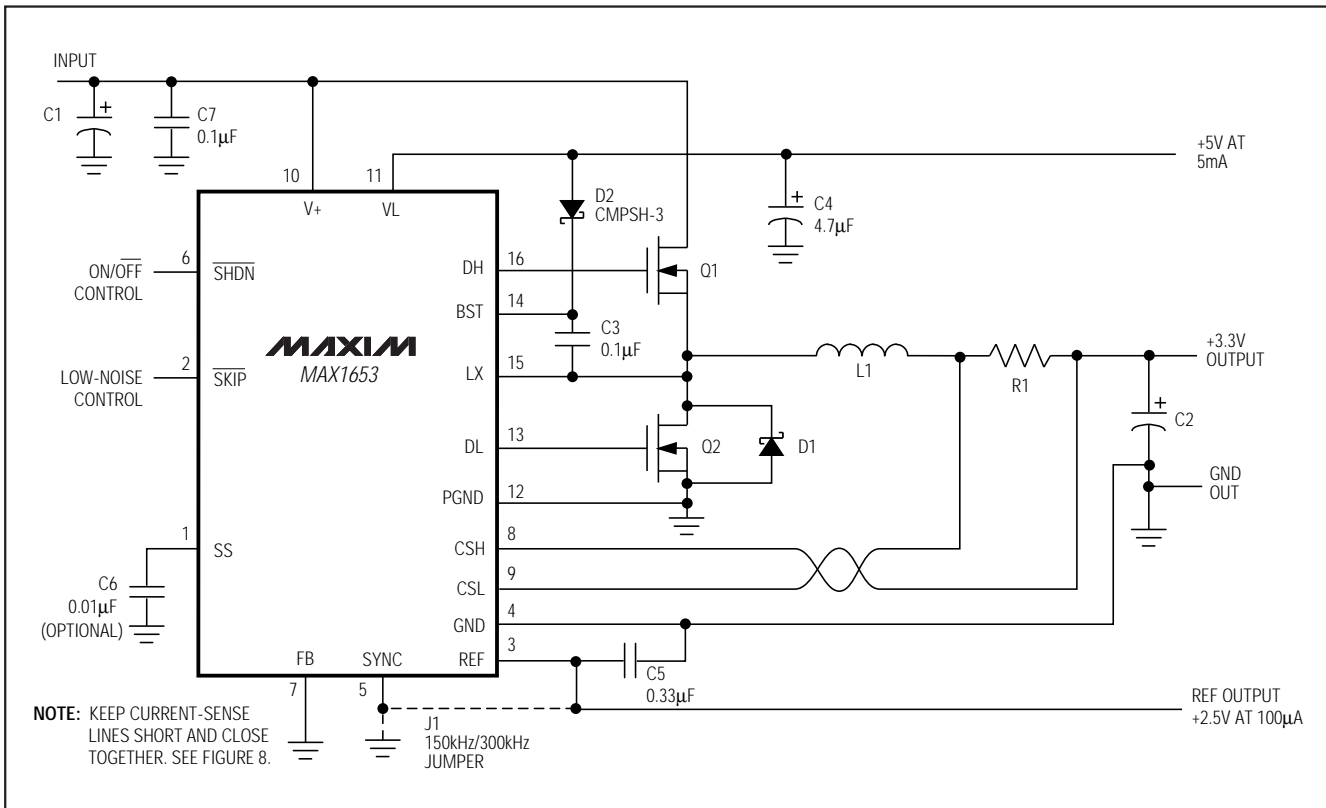 INPUT
C1
+
C7
0.1µF
+5V AT
5mA
10
11
V+
VL
D2
CMPSH-3
+
C4
4.7µF
6
ON/OFF
CONTROL
SHDN
DH
16
Q1
BST
14
C3
0.1µF
MAXIM
MAX1653
2
LOW-NOISE
CONTROL
SKIP
LX
15
L1
R1
+3.3V
OUTPUT
+
C2
DL
13
Q2
D1
GND
OUT
PGND
12
1
SS
CSH
8
C6
0.01µF
(OPTIONAL)
CSL
9
GND
4
REF
3
C5
0.33µF
FB
SYNC
7
5
REF OUTPUT
+2.5V AT 100µA
J1
150kHz/300kHz
JUMPER
NOTE: KEEP CURRENT-SENSE
LINES SHORT AND CLOSE
TOGETHER. SEE FIGURE 8.